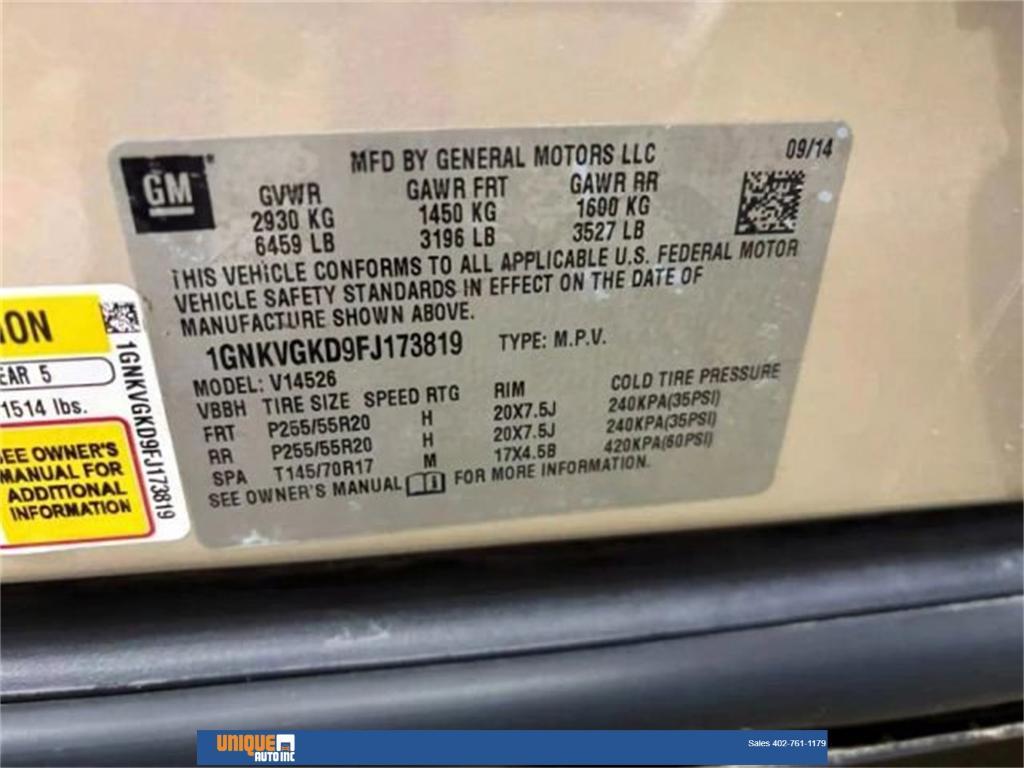 MFD BY GENERAL MOTORS LLC 09/14
GM
GVWR GAWR FRT GAWR RR
2930 KG 1450 KG 1600 KG
6459 LB 3196 LB 3527 LB
THIS VEHICLE CONFORMS TO ALL APPLICABLE U.S. FEDERAL MOTOR
VEHICLE SAFETY STANDARDS IN EFFECT ON THE DATE OF
MANUFACTURE SHOWN ABOVE.
1GNKVGKD9FJ173819 TYPE: M.P.V.
MODEL: V14526
VBBH TIRE SIZE SPEED RTG RIM COLD TIRE PRESSURE
FRT P255/55R20 H 20X7.5J 240KPA(35PSI)
RR P255/55R20 H 20X7.5J 240KPA(35PSI)
SPA T145/70R17 M 17X4.5B 420KPA(60PSI)
SEE OWNER'S MANUAL FOR MORE INFORMATION.
ION
EAR 5
1514 lbs.
SEE OWNER'S
MANUAL FOR
ADDITIONAL
INFORMATION
1GNKVGKD9FJ173819
UNIQUE
AUTO INC
Sales 402-761-1179